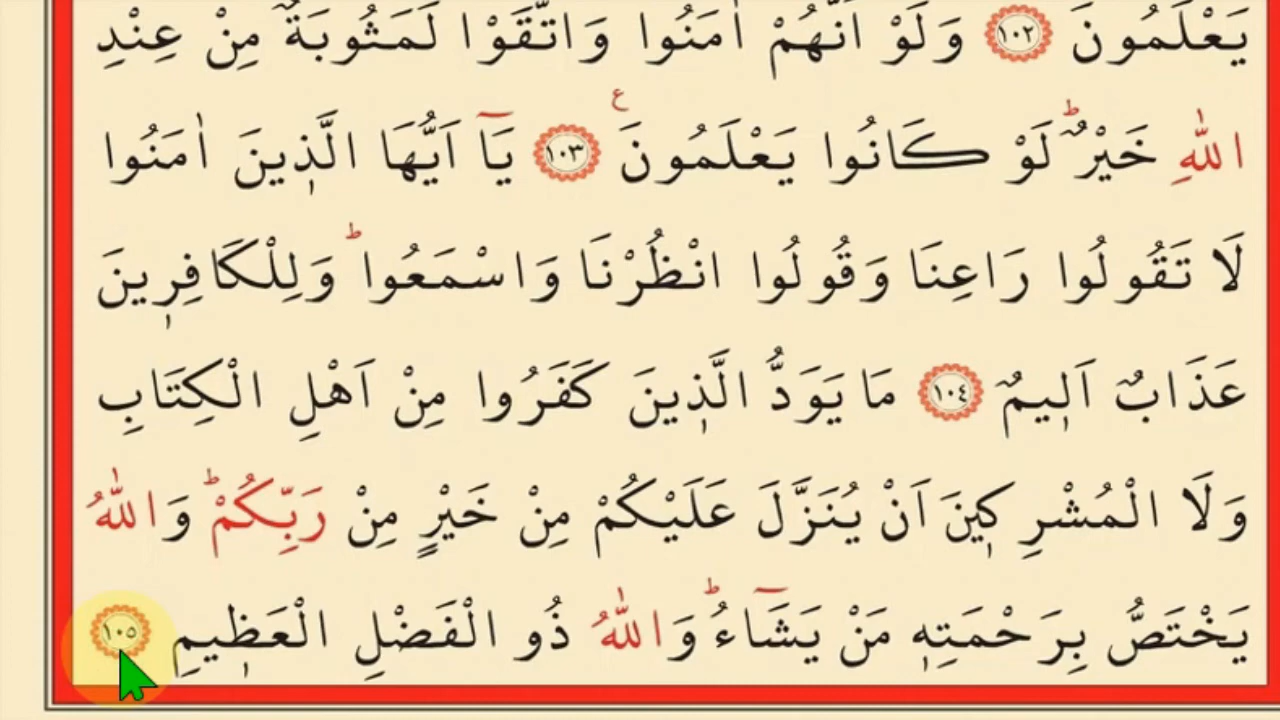 يَعْلَمُونَ ﴿١٠٢﴾ وَلَوْ اَنَّهُمْ اٰمَنُوا وَاتَّقَوْا لَمَثُوبَةٌ مِنْ عِنْدِ
اللّٰهِ خَيْرٌۜ لَوْ كَانُوا يَعْلَمُونَ۟ ﴿١٠٣﴾ يَٓا اَيُّهَا الَّذ۪ينَ اٰمَنُوا
لَا تَقُولُوا رَاعِنَا وَقُولُوا انْظُرْنَا وَاسْمَعُواۜ وَلِلْكَافِر۪ينَ
عَذَابٌ اَل۪يمٌ ﴿١٠٤﴾ مَا يَوَدُّ الَّذ۪ينَ كَفَرُوا مِنْ اَهْلِ الْكِتَابِ
وَلَا الْمُشْرِك۪ينَ اَنْ يُنَزَّلَ عَلَيْكُمْ مِنْ خَيْرٍ مِنْ رَبِّكُمْۜ وَاللّٰهُ
يَخْتَصُّ بِرَحْمَتِه۪ مَنْ يَشَٓاءُۜ وَاللّٰهُ ذُو الْفَضْلِ الْعَظ۪يمِ ﴿١٠٥﴾